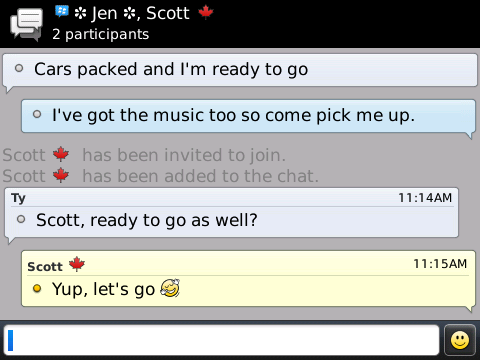 ✽ Jen ✽, Scott 🍁
2 participants
Cars packed and I'm ready to go
I've got the music too so come pick me up.
Scott 🍁 has been invited to join.
Scott 🍁 has been added to the chat.
Ty 11:14AM
Scott, ready to go as well?
Scott 🍁 11:15AM
Yup, let's go